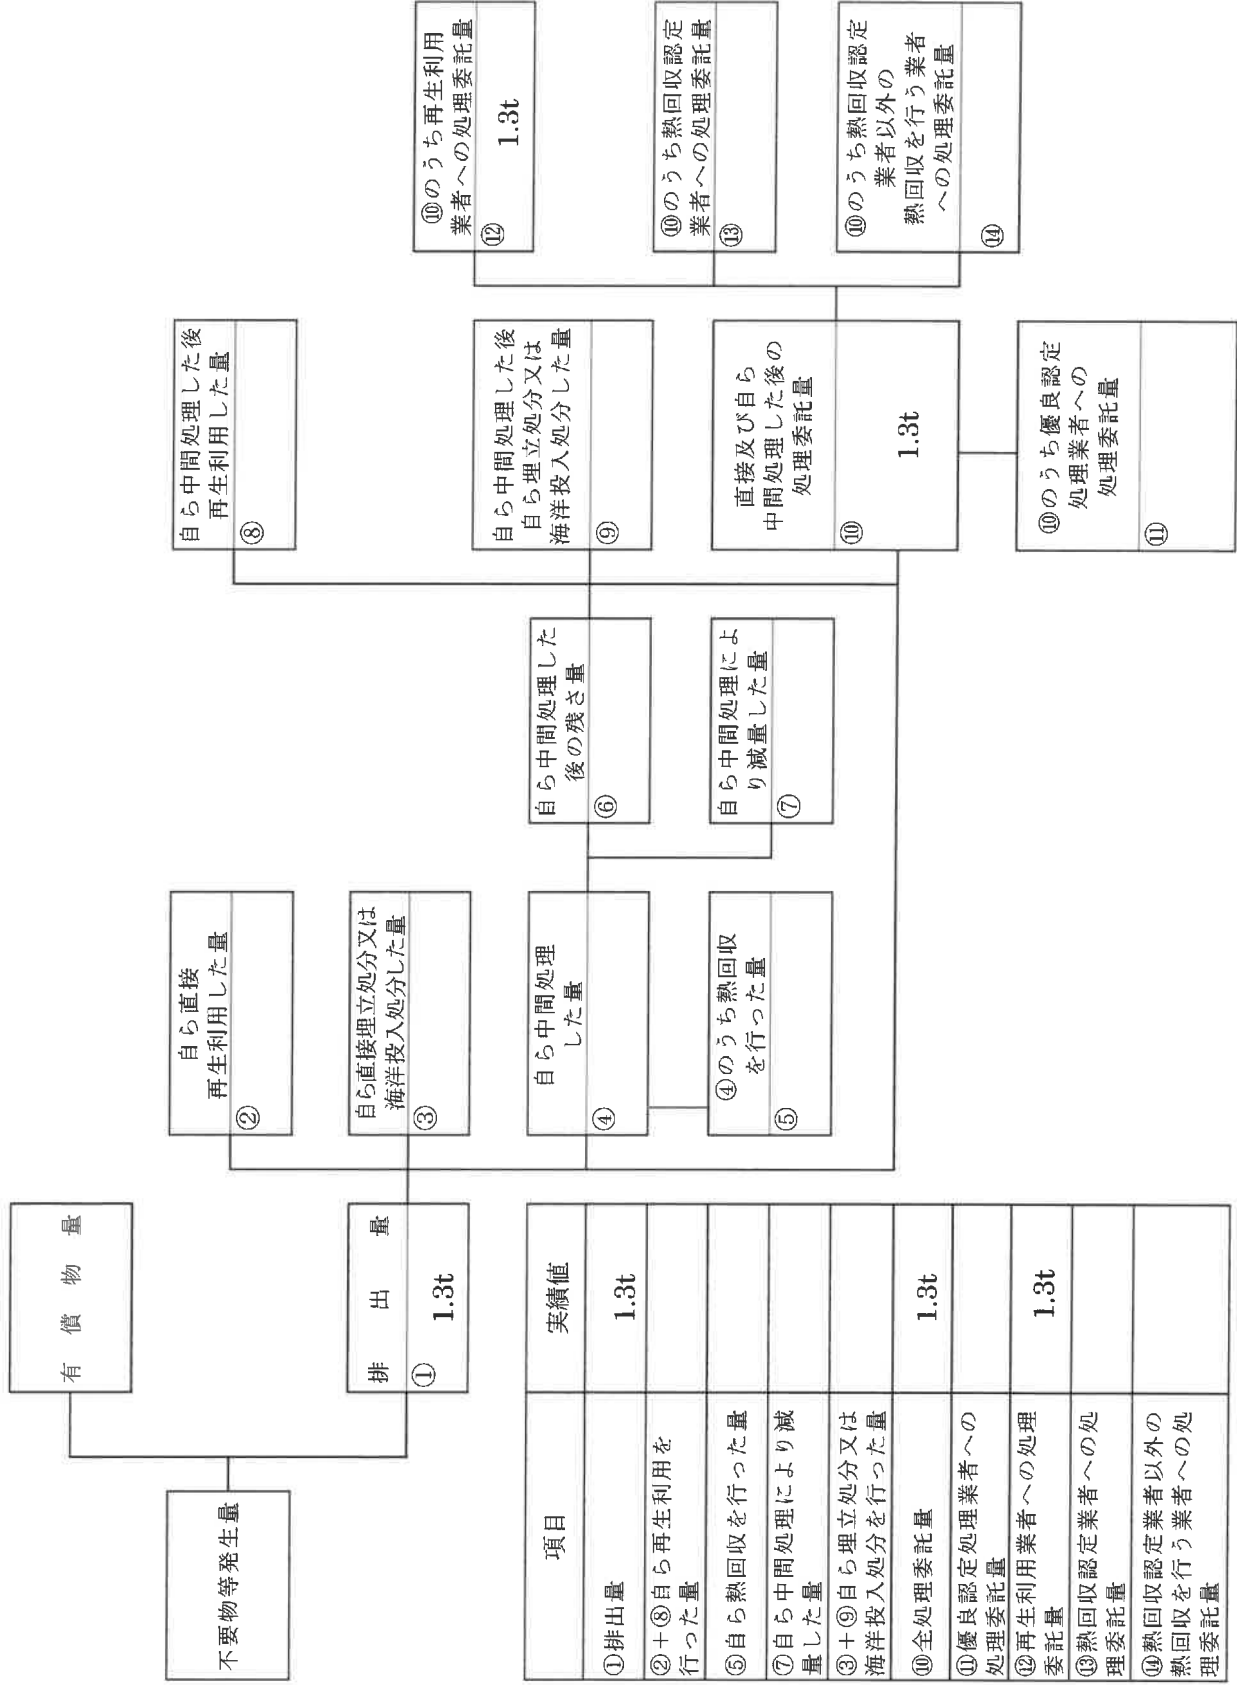 不要物等発生量
有償物量
排出量
①
1.3t
自ら直接
再生利用した量
②
自ら直接埋立処分又は
海洋投入処分した量
③
自ら中間処理
した量
④
④のうち熱回収
を行った量
⑤
自ら中間処理した
後の残さ量
⑥
自ら中間処理によ
り減量した量
⑦
自ら中間処理した後
再生利用した量
⑧
自ら中間処理した後
自ら埋立処分又は
海洋投入処分した量
⑨
直接及び自ら
中間処理した後の
処理委託量
⑩
1.3t
⑩のうち優良認定
処理業者への
処理委託量
⑪
⑩のうち再生利用
業者への処理委託量
⑫
1.3t
⑩のうち熱回収認定
業者への処理委託量
⑬
⑩のうち熱回収認定
業者以外の
熱回収を行う業者
への処理委託量
⑭
項目 実績値
①排出量 1.3t
②＋⑧自ら再生利用を
行った量
⑤自ら熱回収を行った量
⑦自ら中間処理により減
量した量
③＋⑨自ら埋立処分又は
海洋投入処分を行った量
⑩全処理委託量 1.3t
⑪優良認定処理業者への
処理委託量
⑫再生利用業者への処理
委託量 1.3t
⑬熱回収認定業者への処
理委託量
⑭熱回収認定業者以外の
熱回収を行う業者への処
理委託量